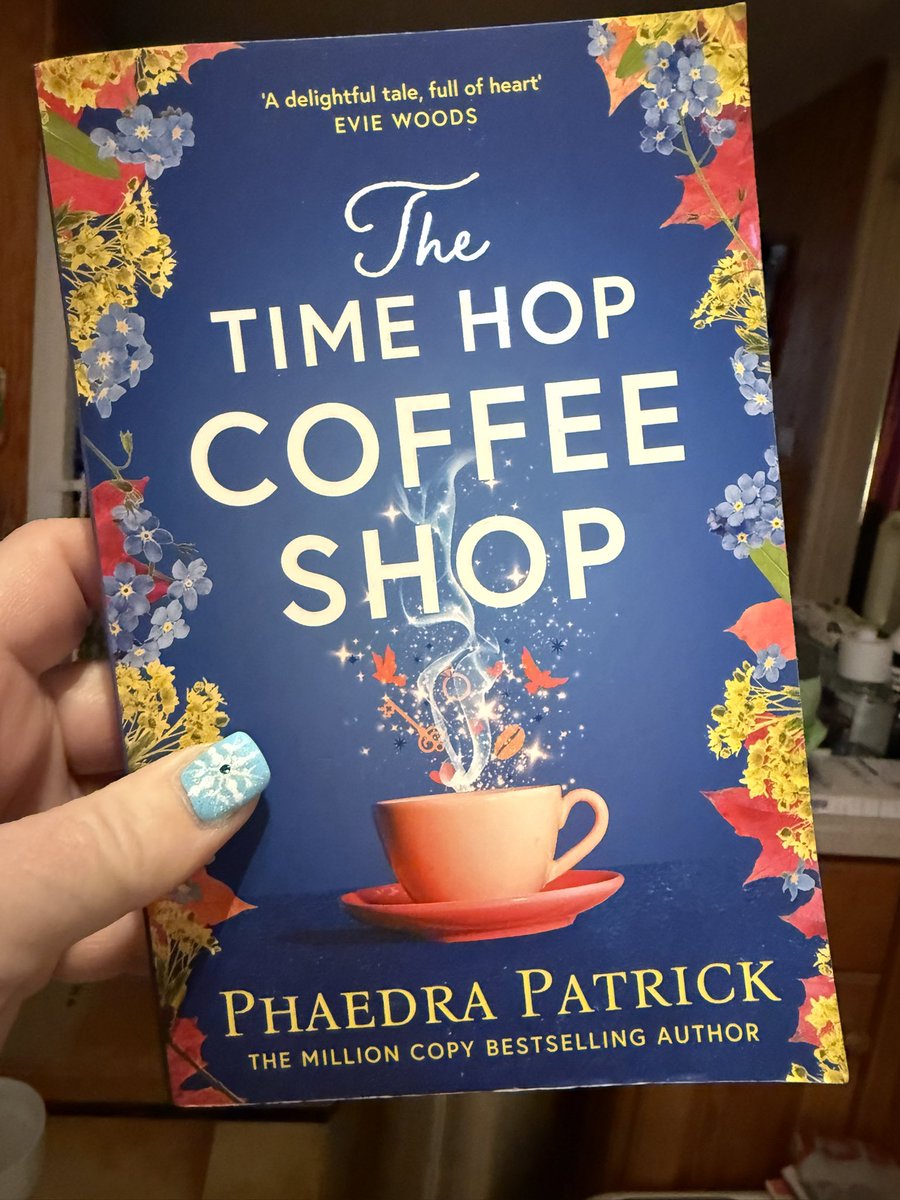 'A delightful tale, full of heart'
EVIE WOODS
The
TIME HOP
COFFEE
SHOP
PHAEDRA PATRICK
THE MILLION COPY BESTSELLING AUTHOR